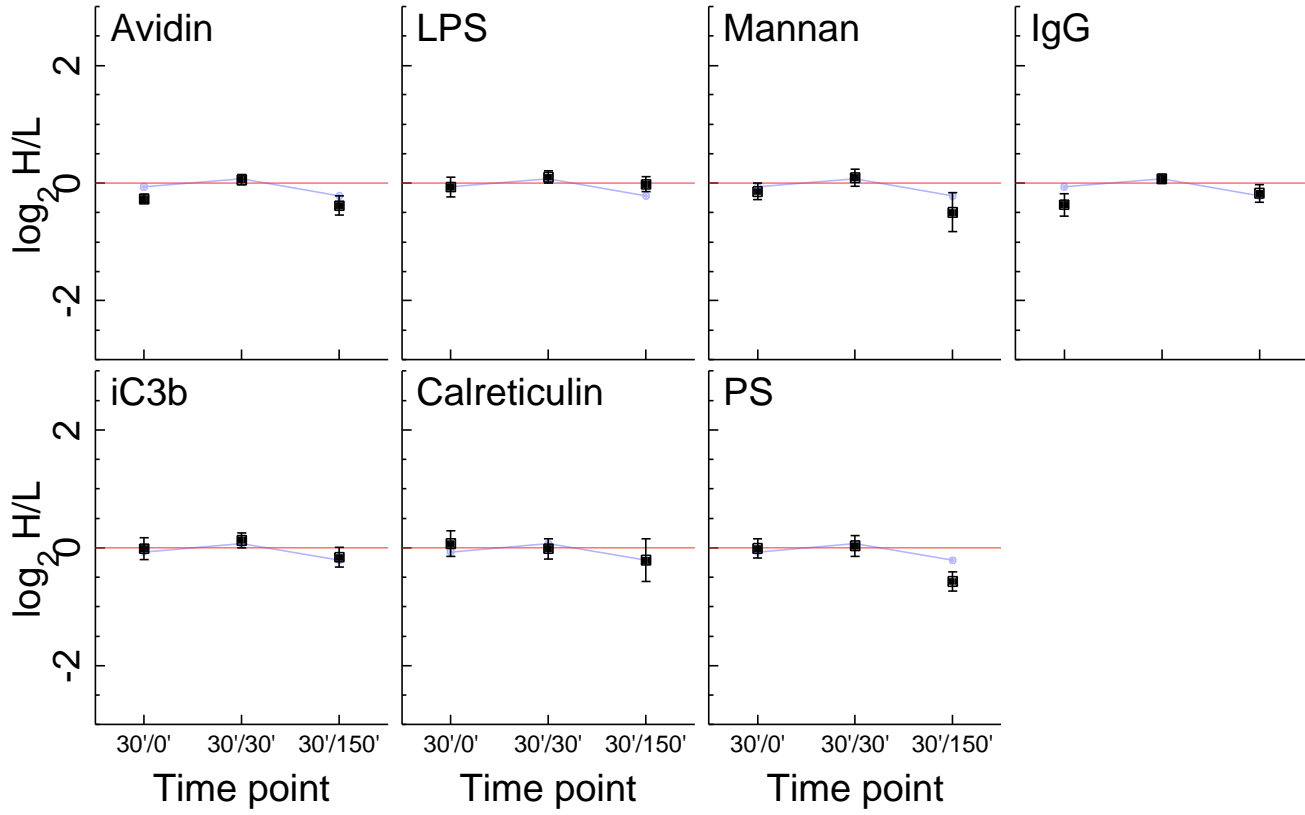 Avidin
LPS
Mannan
IgG
2
0
-2
log2 H/L
iC3b
Calreticulin
PS
2
0
-2
log2 H/L
30'/0' 30'/30' 30'/150'
30'/0' 30'/30' 30'/150'
30'/0' 30'/30' 30'/150'
Time point
Time point
Time point